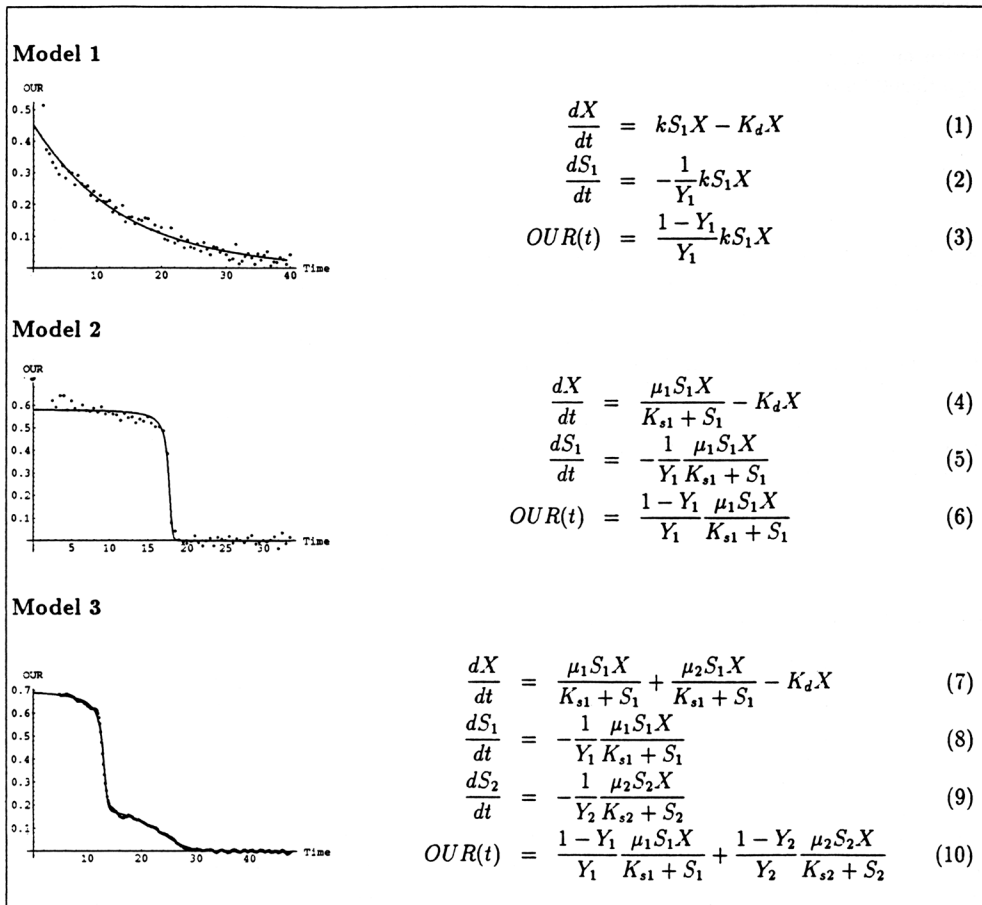 Model 1
OUR
0.5
0.4
0.3
0.2
0.1
10 20 30 40 Time
dX/dt = kS₁X − K_dX (1)
dS₁/dt = −1/Y₁ kS₁X (2)
OUR(t) = (1 − Y₁)/Y₁ kS₁X (3)
Model 2
OUR
0.6
0.5
0.4
0.3
0.2
0.1
5 10 15 20 25 30 Time
dX/dt = μ₁S₁X/(K_s1 + S₁) − K_dX (4)
dS₁/dt = −1/Y₁ μ₁S₁X/(K_s1 + S₁) (5)
OUR(t) = (1 − Y₁)/Y₁ μ₁S₁X/(K_s1 + S₁) (6)
Model 3
OUR
0.7
0.6
0.5
0.4
0.3
0.2
0.1
10 20 30 40 Time
dX/dt = μ₁S₁X/(K_s1 + S₁) + μ₂S₁X/(K_s1 + S₁) − K_dX (7)
dS₁/dt = −1/Y₁ μ₁S₁X/(K_s1 + S₁) (8)
dS₂/dt = −1/Y₂ μ₂S₂X/(K_s2 + S₂) (9)
OUR(t) = (1 − Y₁)/Y₁ μ₁S₁X/(K_s1 + S₁) + (1 − Y₂)/Y₂ μ₂S₂X/(K_s2 + S₂) (10)